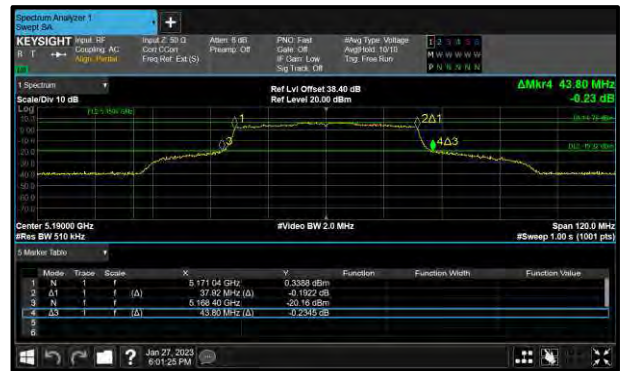 Spectrum Analyzer 1
Swept SA
+
KEYSIGHT
R T
Input: RF
Coupling: AC
Align: Partial
Input Z: 50 Ω
Corr CCorr
Freq Ref: Ext (S)
Atten: 6 dB
Preamp: Off
PNO: Fast
Gate: Off
IF Gain: Low
Sig Track: Off
#Avg Type: Voltage
Avg|Hold: 10/10
Trig: Free Run
1 2 3 4 5 6
M W W W W W
P N N N N N
1 Spectrum
Scale/Div 10 dB
Log
Ref Lvl Offset 38.40 dB
Ref Level 20.00 dBm
ΔMkr4 43.80 MHz
-0.23 dB
1
2Δ1
3
4Δ3
Center 5.19000 GHz
#Res BW 510 kHz
#Video BW 2.0 MHz
Span 120.0 MHz
#Sweep 1.00 s (1001 pts)
5 Marker Table
Mode Trace Scale X Y Function Function Width Function Value
1 N 1 f 5.171 04 GHz 0.3388 dBm
2 Δ1 1 f (Δ) 37.92 MHz (Δ) -0.1922 dB
3 N 1 f 5.168 40 GHz -20.16 dBm
4 Δ3 1 f (Δ) 43.80 MHz (Δ) -0.2345 dB
5
6
?
Jan 27, 2023
6:01:25 PM